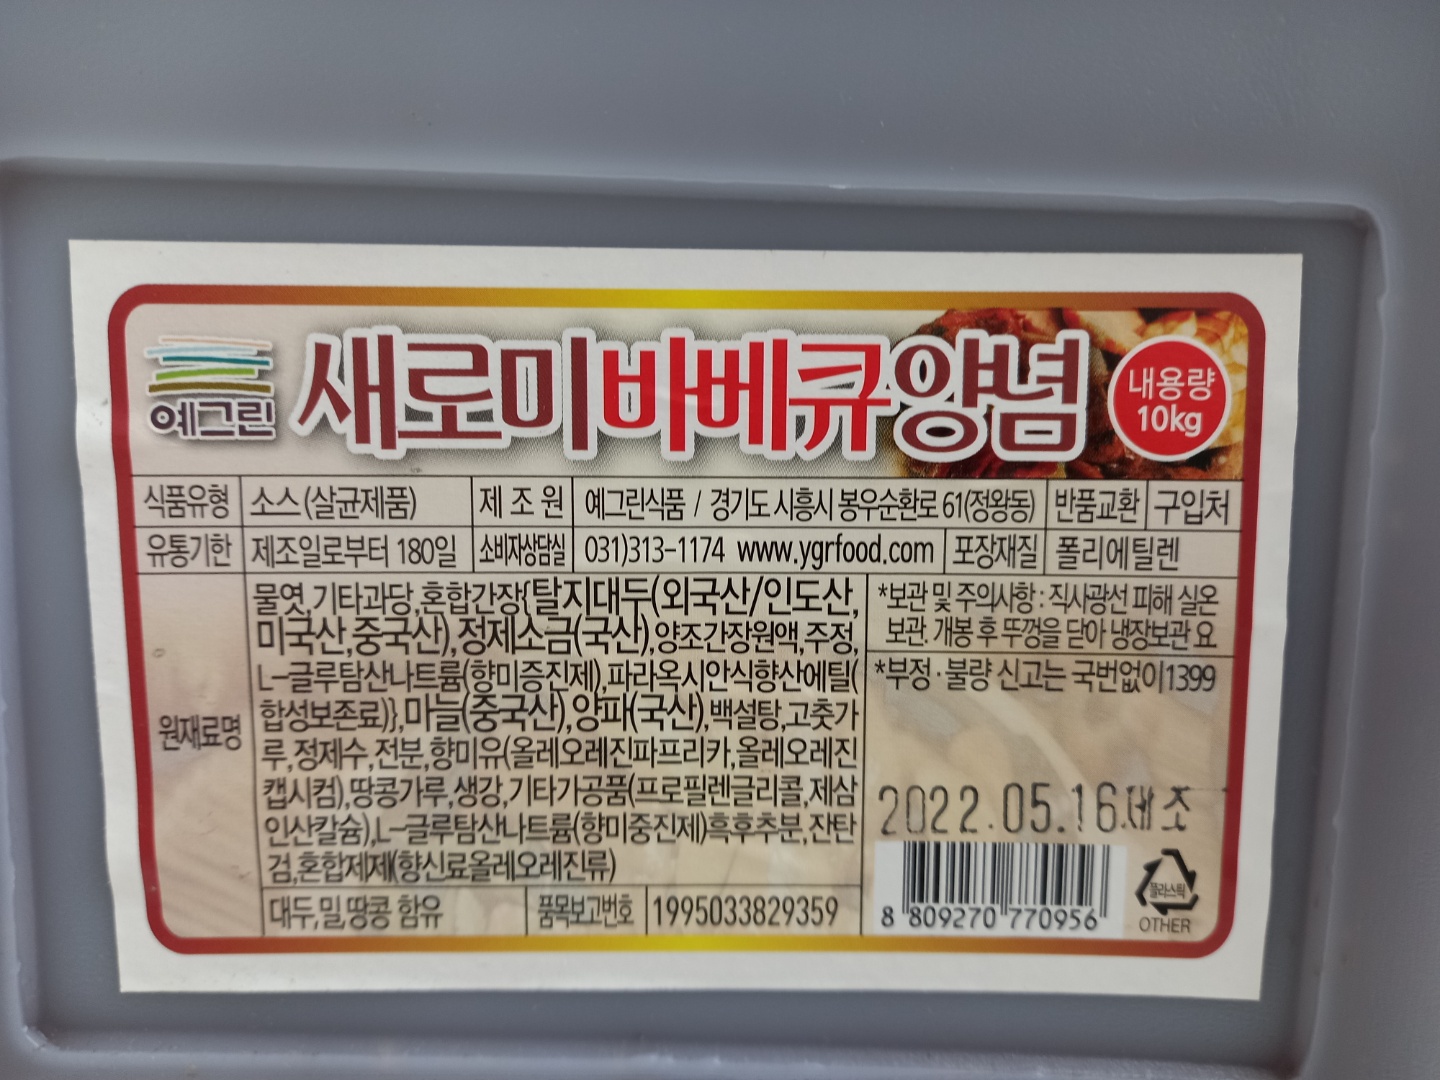 예그린
새로미바베큐양념
내용량
10kg
식품유형 소스(살균제품) 제조원 예그린식품 / 경기도 시흥시 봉우순환로 61(정왕동) 반품교환 구입처
유통기한 제조일로부터 180일 소비자상담실 031)313-1174 www.ygrfood.com 포장재질 폴리에틸렌
원재료명
물엿,기타과당,혼합간장{탈지대두(외국산/인도산,
미국산,중국산),정제소금(국산),양조간장원액,주정,
L-글루탐산나트륨(향미증진제),파라옥시안식향산에틸(
합성보존료)},마늘(중국산),양파(국산),백설탕,고춧가
루,정제수,전분,향미유(올레오레진파프리카,올레오레진
캡시컴),땅콩가루,생강,기타가공품(프로필렌글리콜,제삼
인산칼슘),L-글루탐산나트륨(향미중진제)흑후추분,잔탄
검,혼합제제(향신료올레오레진류)
대두,밀,땅콩 함유 품목보고번호 1995033829359
*보관 및 주의사항 : 직사광선 피해 실온
보관. 개봉 후 뚜껑을 닫아 냉장보관 요
*부정·불량 신고는 국번없이1399
2022.05.16.제조
8 809270 770956
플라스틱
OTHER